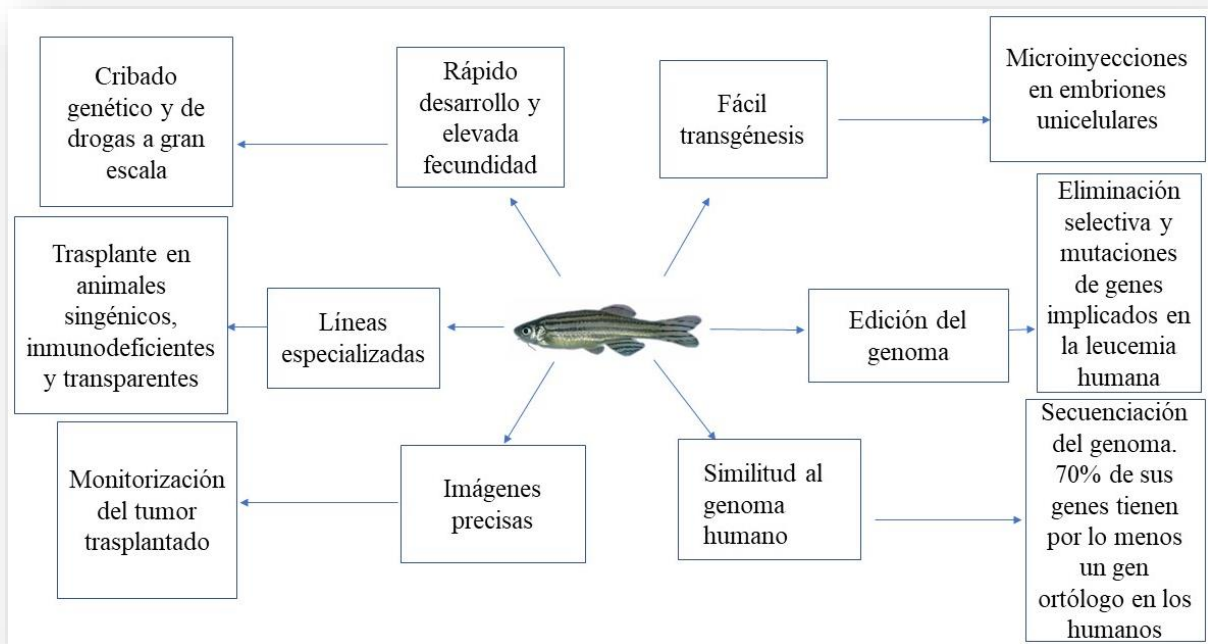 Cribado
genético y de
drogas a gran
escala
Rápido
desarrollo y
elevada
fecundidad
Fácil
transgénesis
Microinyecciones
en embriones
unicelulares
Trasplante en
animales
singénicos,
inmunodeficientes
y transparentes
Líneas
especializadas
Edición del
genoma
Eliminación
selectiva y
mutaciones
de genes
implicados en
la leucemia
humana
Monitorización
del tumor
trasplantado
Imágenes
precisas
Similitud al
genoma
humano
Secuenciación
del genoma.
70% de sus
genes tienen
por lo menos
un gen
ortólogo en los
humanos